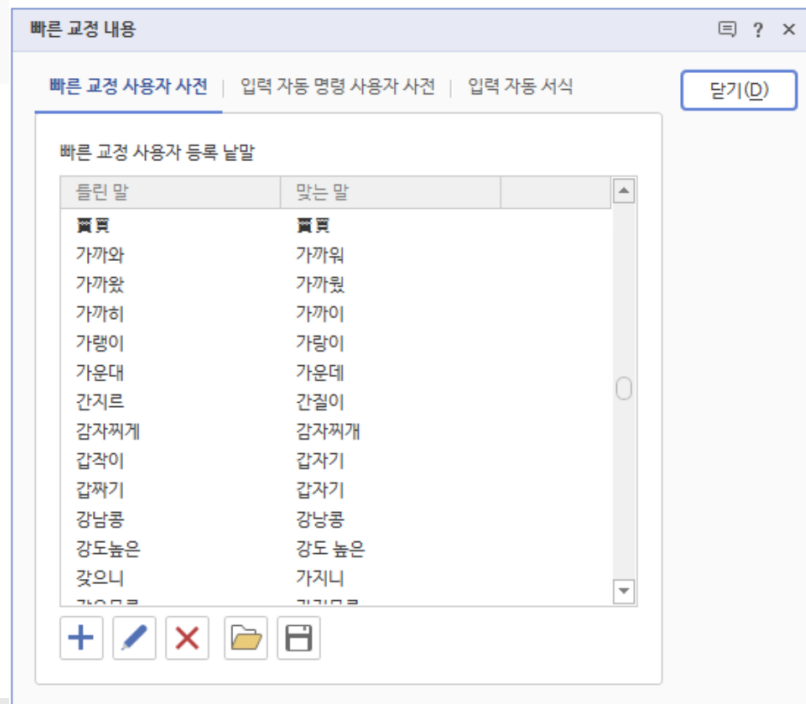 빠른 교정 내용
?
빠른 교정 사용자 사전 | 입력 자동 명령 사용자 사전 | 입력 자동 서식
닫기(D)
빠른 교정 사용자 등록 낱말
틀린 말 맞는 말
가까와 가까워
가까왔 가까웠
가까히 가까이
가랭이 가랑이
가운대 가운데
간지르 간질이
감자찌게 감자찌개
갑작이 갑자기
갑짜기 갑자기
강남콩 강낭콩
강도높은 강도 높은
갖으니 가지니